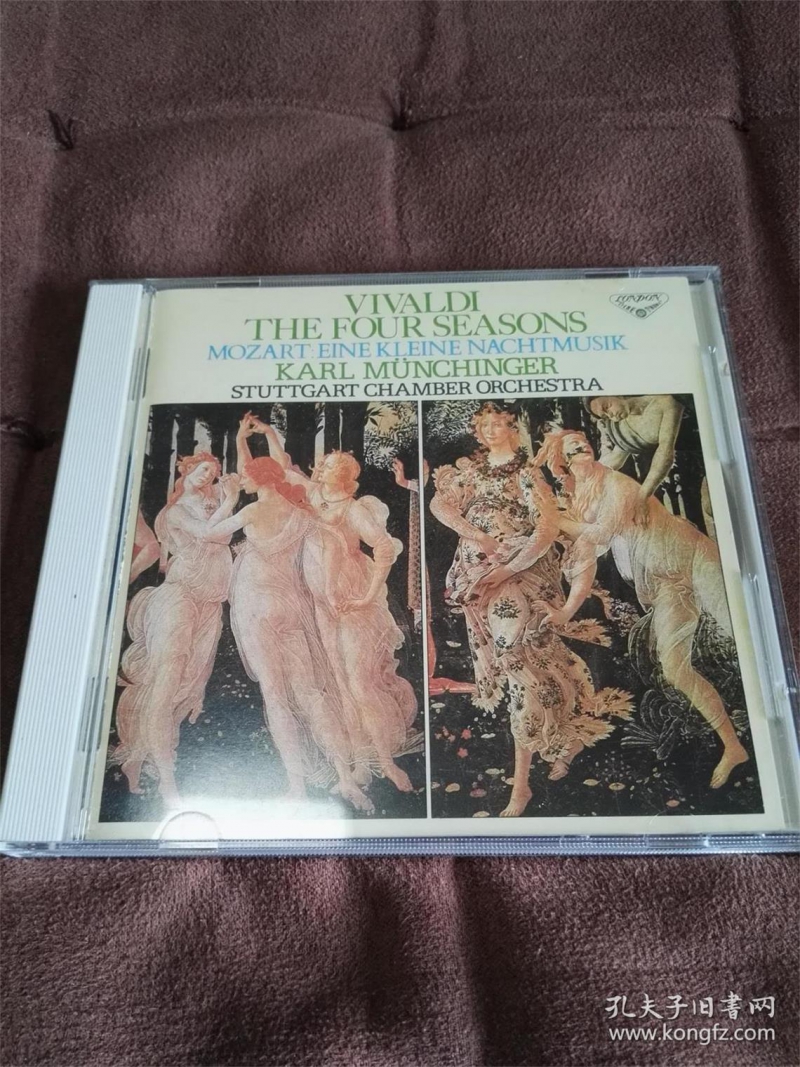 VIVALDI
THE FOUR SEASONS
MOZART: EINE KLEINE NACHTMUSIK
KARL MÜNCHINGER
STUTTGART CHAMBER ORCHESTRA
LONDON
孔夫子旧书网
www.kongfz.com